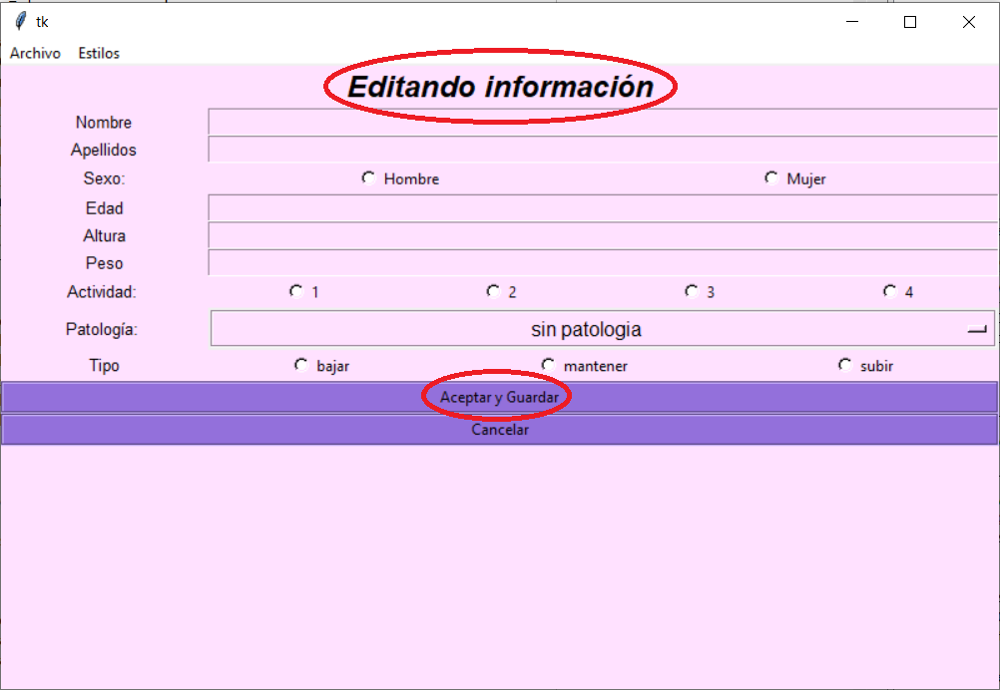 tk
Archivo Estilos
Editando información
Nombre
Apellidos
Sexo: Hombre Mujer
Edad
Altura
Peso
Actividad: 1 2 3 4
Patología: sin patologia
Tipo bajar mantener subir
Aceptar y Guardar
Cancelar